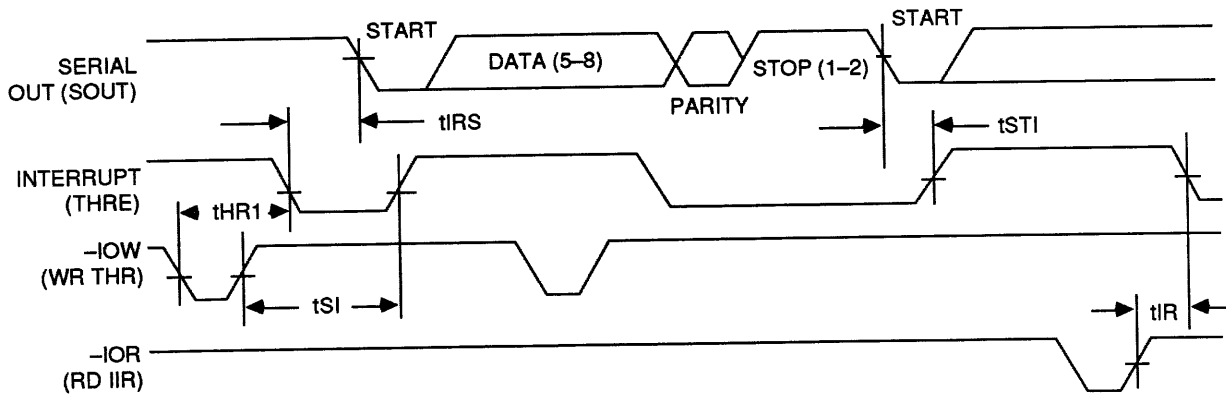 START
START
SERIAL
OUT (SOUT)
DATA (5–8)
STOP (1–2)
PARITY
tIRS
tSTI
INTERRUPT
(THRE)
tHR1
–IOW
(WR THR)
tSI
tIR
–IOR
(RD IIR)